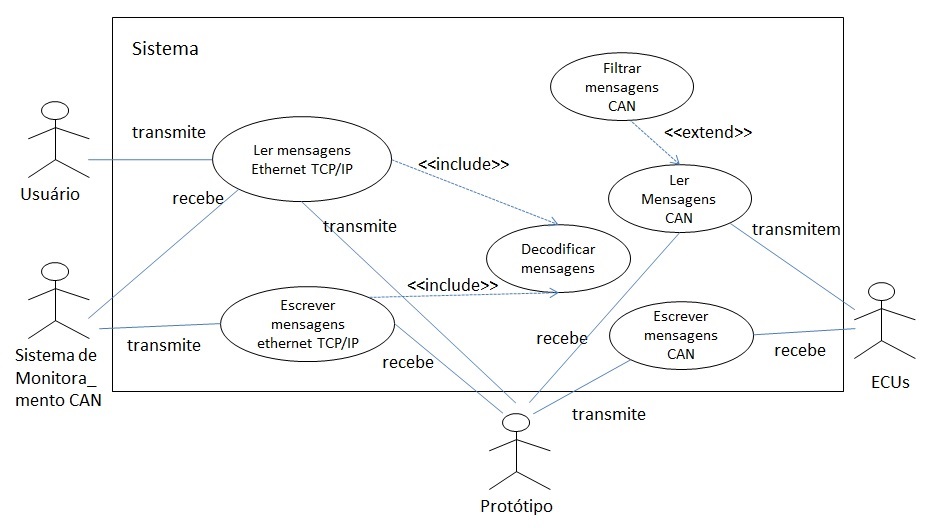 Sistema
Filtrar
mensagens
CAN
<<extend>>
transmite
Ler mensagens
Ethernet TCP/IP
<<include>>
Usuário
recebe
Ler
Mensagens
CAN
transmite
transmitem
Decodificar
mensagens
<<include>>
Escrever
mensagens
ethernet TCP/IP
Escrever
mensagens
CAN
transmite
recebe
recebe
recebe
Sistema de
Monitora_
mento CAN
ECUs
transmite
Protótipo